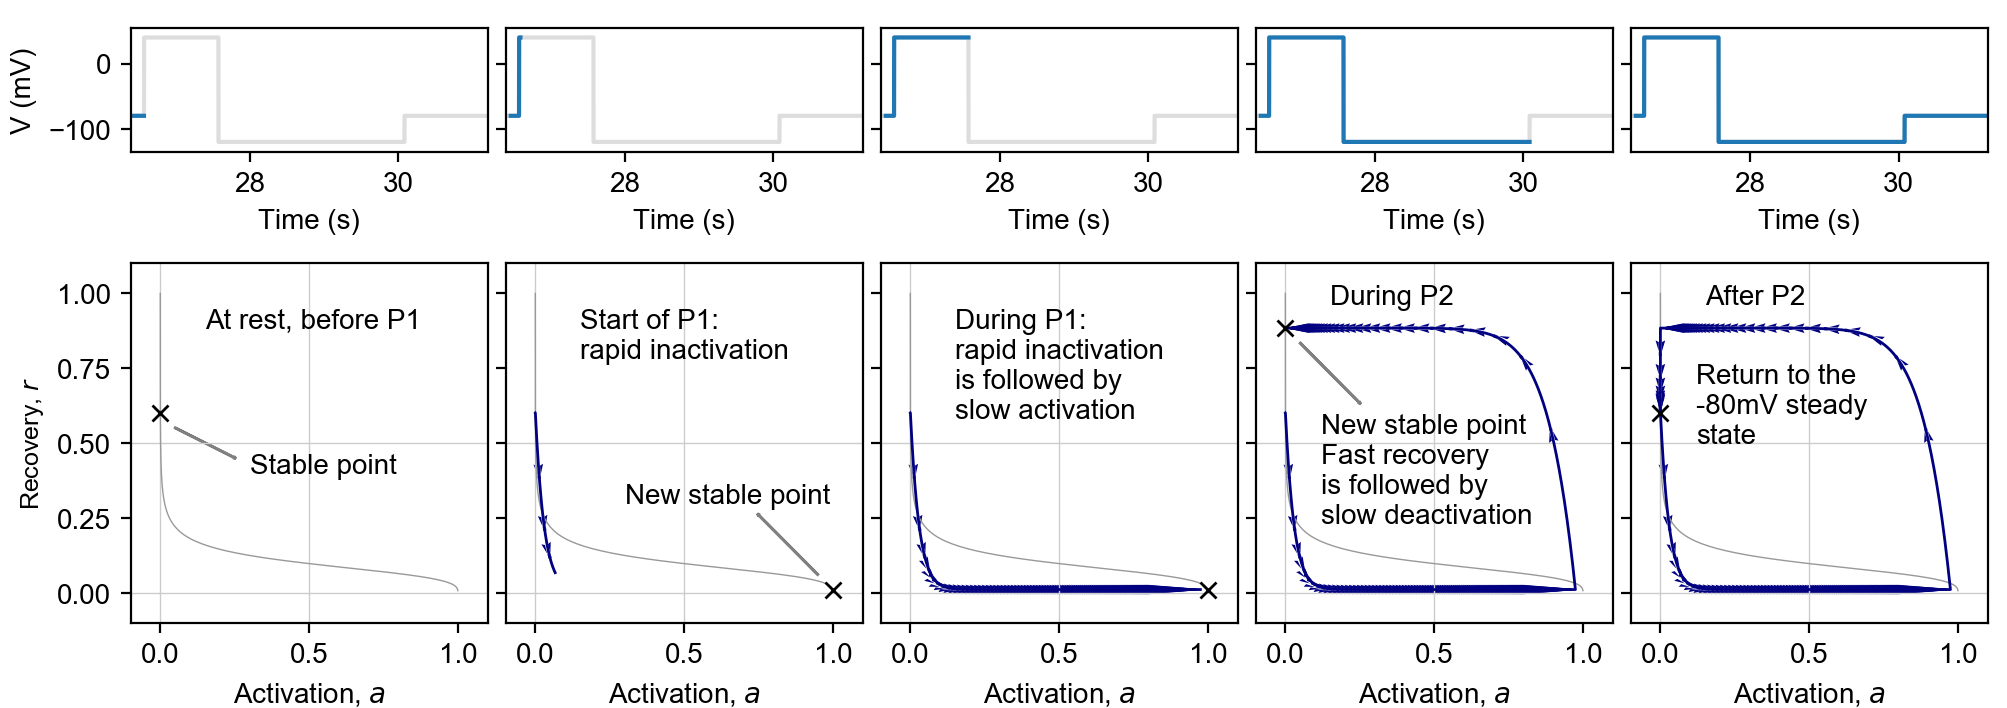 V (mV)
0
−100
28
30
28
30
28
30
28
30
28
30
Time (s)
Time (s)
Time (s)
Time (s)
Time (s)
Recovery, r
1.00
0.75
0.50
0.25
0.00
At rest, before P1
Stable point
Start of P1:
rapid inactivation
New stable point
During P1:
rapid inactivation
is followed by
slow activation
During P2
New stable point
Fast recovery
is followed by
slow deactivation
After P2
Return to the
-80mV steady
state
0.0
0.5
1.0
0.0
0.5
1.0
0.0
0.5
1.0
0.0
0.5
1.0
0.0
0.5
1.0
Activation, a
Activation, a
Activation, a
Activation, a
Activation, a